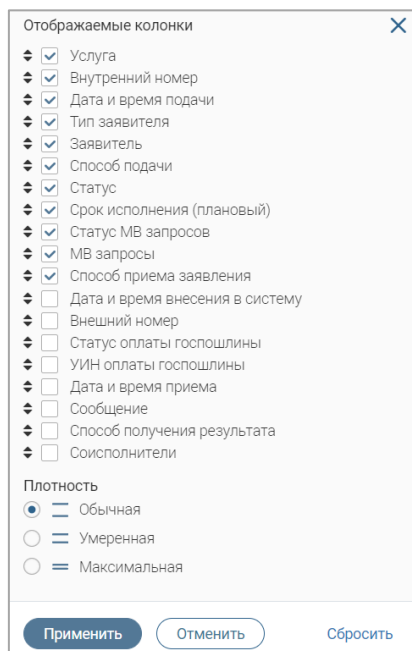 Отображаемые колонки
Услуга
Внутренний номер
Дата и время подачи
Тип заявителя
Заявитель
Способ подачи
Статус
Срок исполнения (плановый)
Статус МВ запросов
МВ запросы
Способ приема заявления
Дата и время внесения в систему
Внешний номер
Статус оплаты госпошлины
УИН оплаты госпошлины
Дата и время приема
Сообщение
Способ получения результата
Соисполнители
Плотность
Обычная
Умеренная
Максимальная
Применить Отменить Сбросить